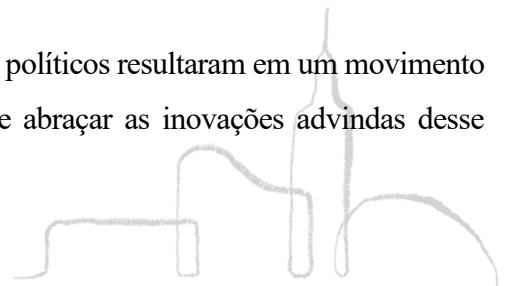 políticos resultaram em um movimento
e abraçar as inovações advindas desse